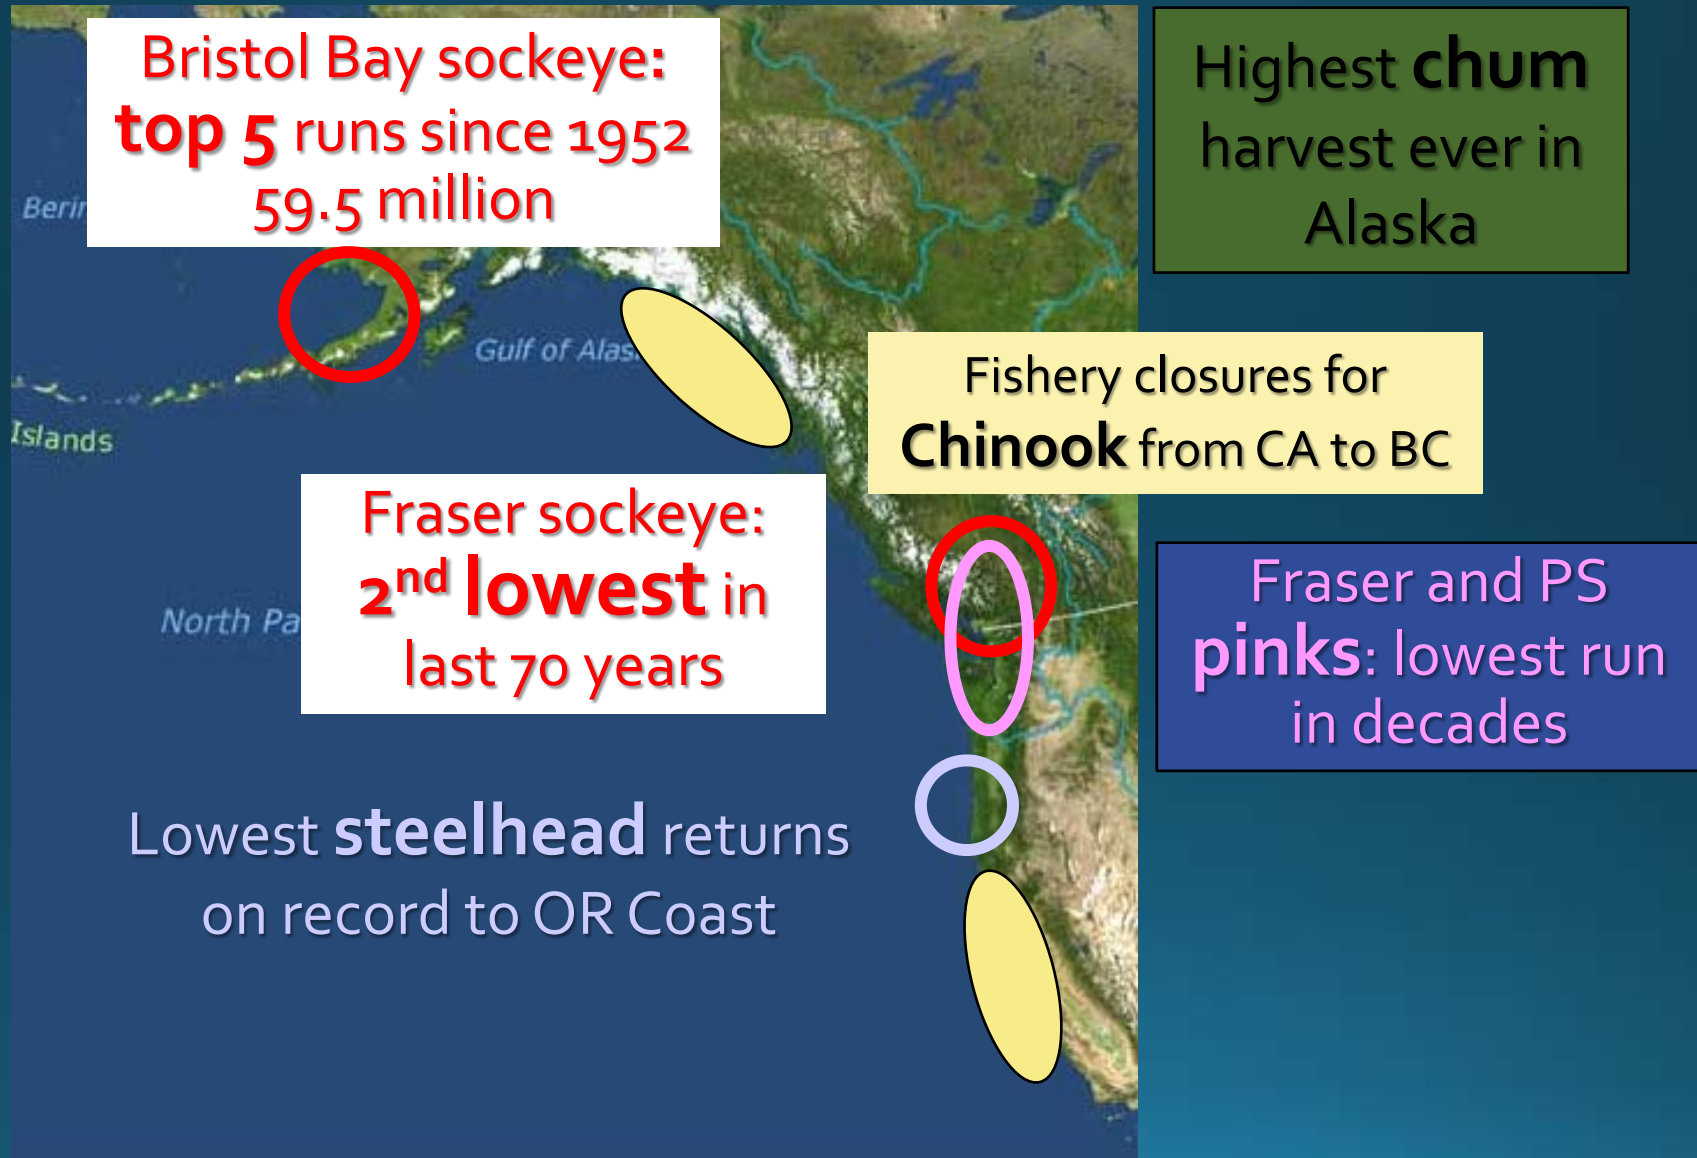 Bristol Bay sockeye:
top 5 runs since 1952
59.5 million
Highest chum
harvest ever in
Alaska
Gulf of Alas
Islands
Fishery closures for
Chinook from CA to BC
Fraser sockeye:
2nd lowest in
last 70 years
North Pa
Fraser and PS
pinks: lowest run
in decades
Lowest steelhead returns
on record to OR Coast